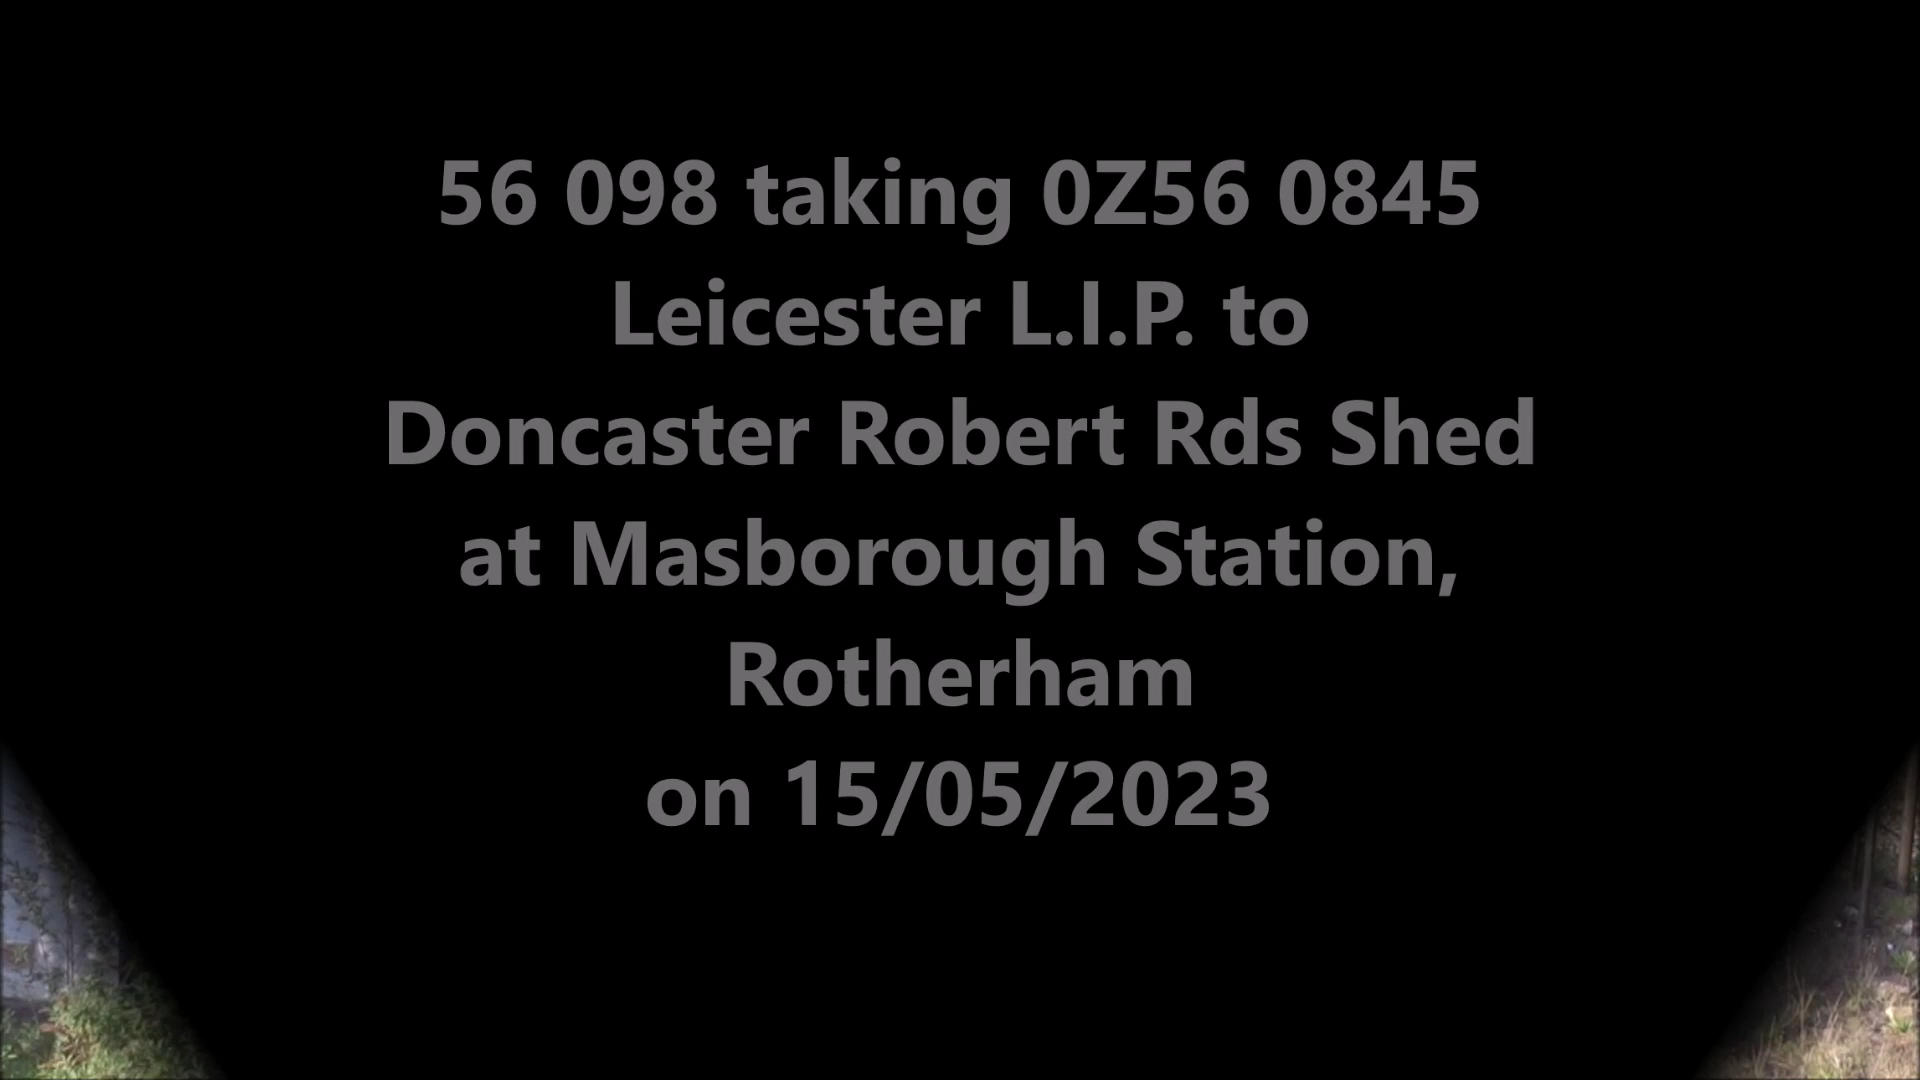 56 098 taking 0Z56 0845
Leicester L.I.P. to
Doncaster Robert Rds Shed
at Masborough Station,
Rotherham
on 15/05/2023